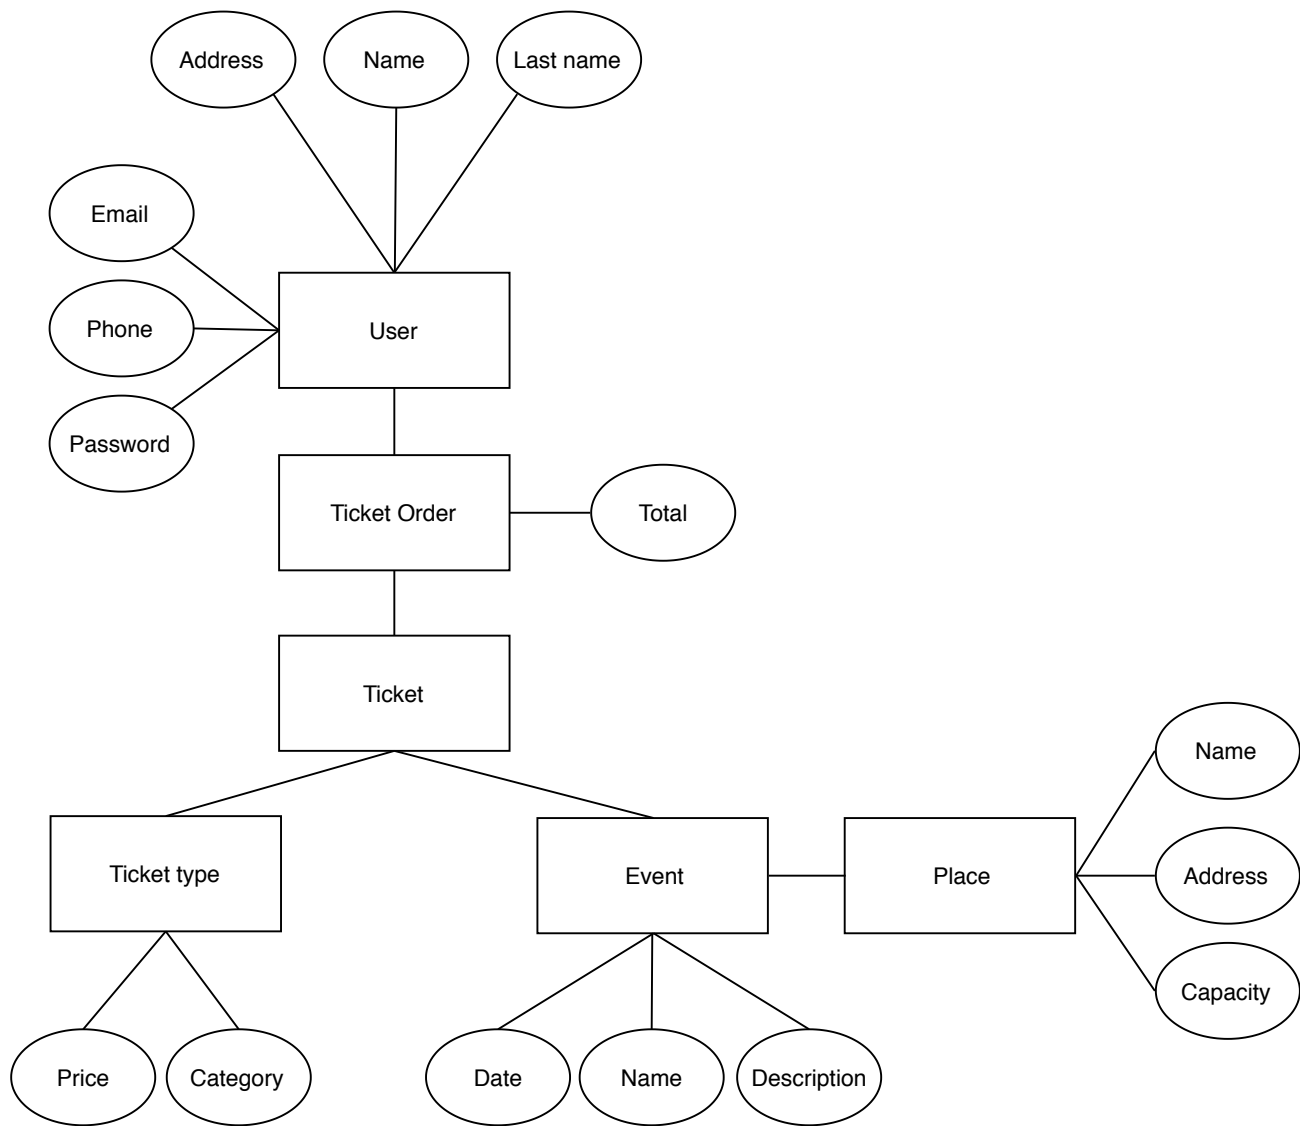 Address
Name
Last name
Email
Phone
User
Password
Ticket Order
Total
Ticket
Name
Ticket type
Event
Place
Address
Capacity
Price
Category
Date
Name
Description